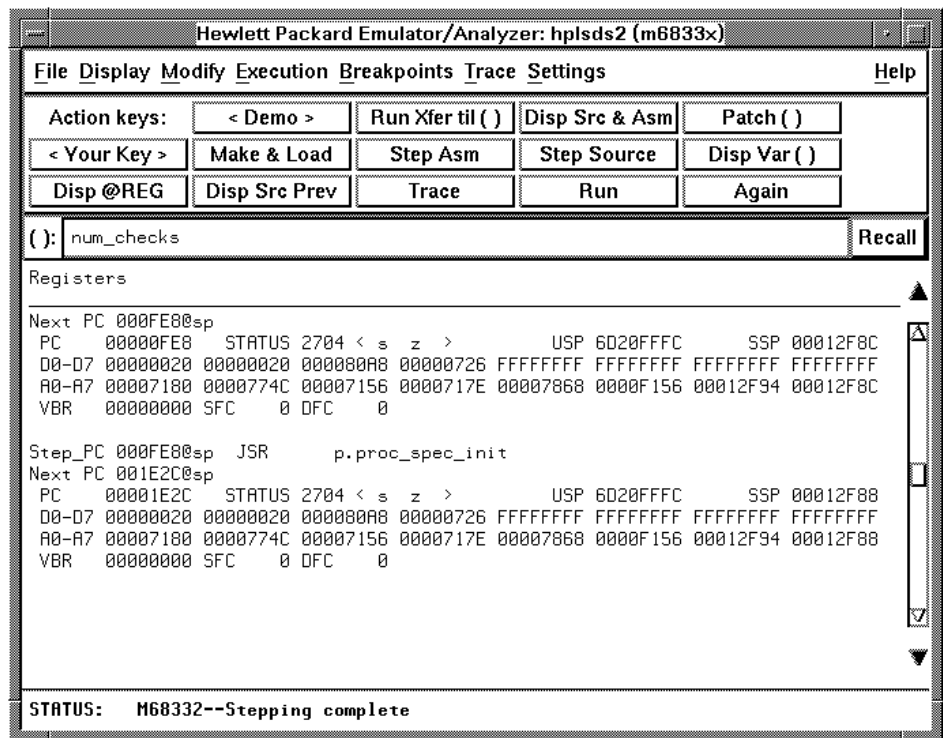 Hewlett Packard Emulator/Analyzer: hplsds2 (m6833x)
File Display Modify Execution Breakpoints Trace Settings Help
Action keys: < Demo > Run Xfer til ( ) Disp Src & Asm Patch ( )
< Your Key > Make & Load Step Asm Step Source Disp Var ( )
Disp @REG Disp Src Prev Trace Run Again
( ): num_checks Recall
Registers
Next PC 000FE8@sp
PC 00000FE8 STATUS 2704 < s z > USP 6D20FFFC SSP 00012F8C
D0-D7 00000020 00000020 000080A8 00000726 FFFFFFFF FFFFFFFF FFFFFFFF FFFFFFFF
A0-A7 00007180 0000774C 00007156 0000717E 00007868 0000F156 00012F94 00012F8C
VBR 00000000 SFC 0 DFC 0
Step_PC 000FE8@sp JSR p.proc_spec_init
Next PC 001E2C@sp
PC 00001E2C STATUS 2704 < s z > USP 6D20FFFC SSP 00012F88
D0-D7 00000020 00000020 000080A8 00000726 FFFFFFFF FFFFFFFF FFFFFFFF FFFFFFFF
A0-A7 00007180 0000774C 00007156 0000717E 00007868 0000F156 00012F94 00012F88
VBR 00000000 SFC 0 DFC 0
STATUS: M68332--Stepping complete